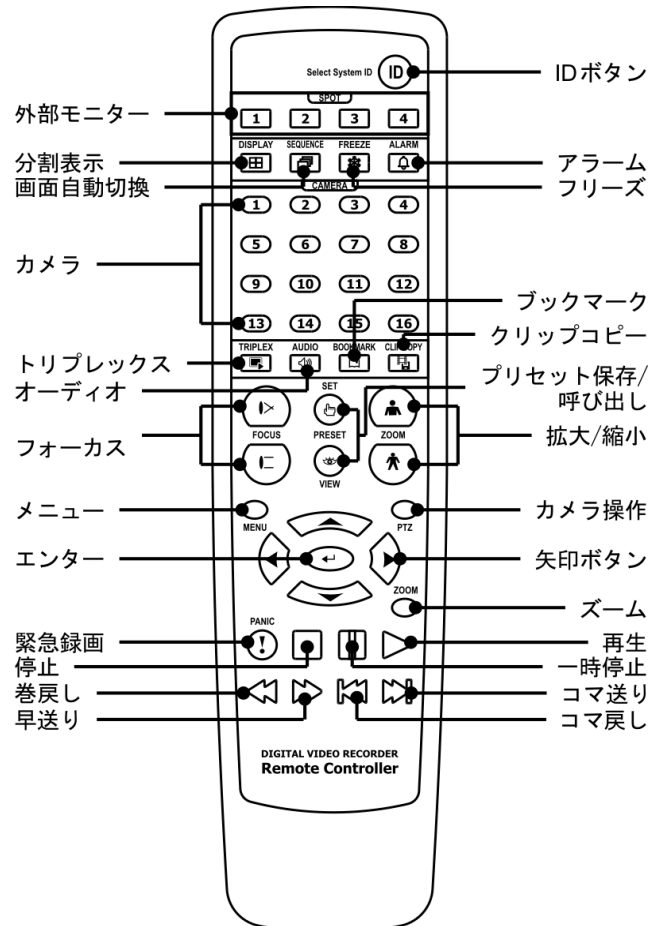 Select System ID
ID
IDボタン
SPOT
外部モニター
1 2 3 4
DISPLAY SEQUENCE FREEZE ALARM
分割表示
アラーム
画面自動切換
フリーズ
CAMERA
1 2 3 4
5 6 7 8
カメラ
9 10 11 12
13 14 15 16
ブックマーク
クリップコピー
TRIPLEX AUDIO BOOKMARK CLIP COPY
トリプレックス
オーディオ
プリセット保存/
呼び出し
SET
フォーカス
FOCUS PRESET ZOOM
拡大/縮小
VIEW
メニュー
MENU
PTZ
カメラ操作
エンター
矢印ボタン
ZOOM
ズーム
PANIC
緊急録画
再生
停止
一時停止
巻戻し
コマ送り
早送り
コマ戻し
DIGITAL VIDEO RECORDER
Remote Controller